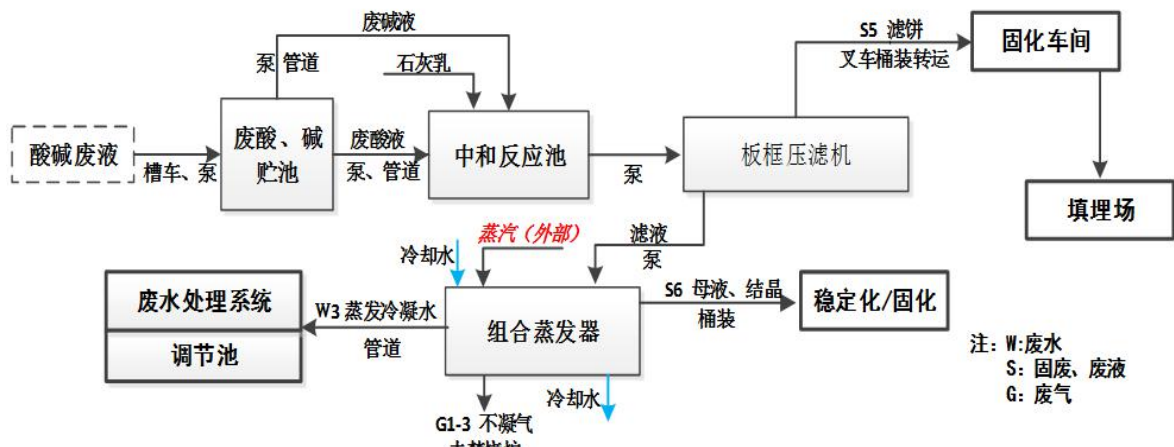 废碱液
泵 管道
石灰乳
S5 滤饼
叉车桶装转运
固化车间
酸碱废液
槽车、泵
废酸、碱
贮池
废酸液
泵、管道
中和反应池
泵
板框压滤机
填埋场
蒸汽（外部）
冷却水
滤液
泵
废水处理系统
调节池
W3 蒸发冷凝水
管道
组合蒸发器
S6 母液、结晶
桶装
稳定化/固化
注：W:废水
S：固废、废液
G：废气
G1-3 不凝气
冷却水